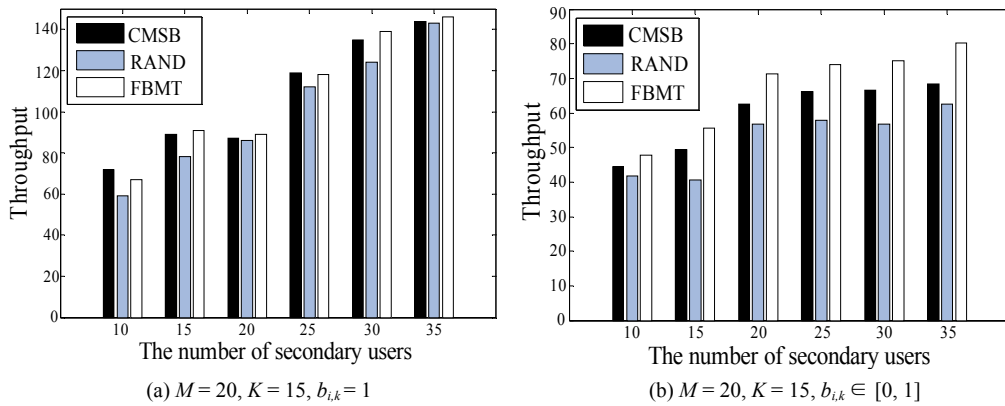 CMSB
RAND
FBMT
Throughput
140
120
100
80
60
40
20
0
10 15 20 25 30 35
The number of secondary users
(a) M = 20, K = 15, b_{i,k} = 1
CMSB
RAND
FBMT
Throughput
90
80
70
60
50
40
30
20
10
0
10 15 20 25 30 35
The number of secondary users
(b) M = 20, K = 15, b_{i,k} ∈ [0, 1]